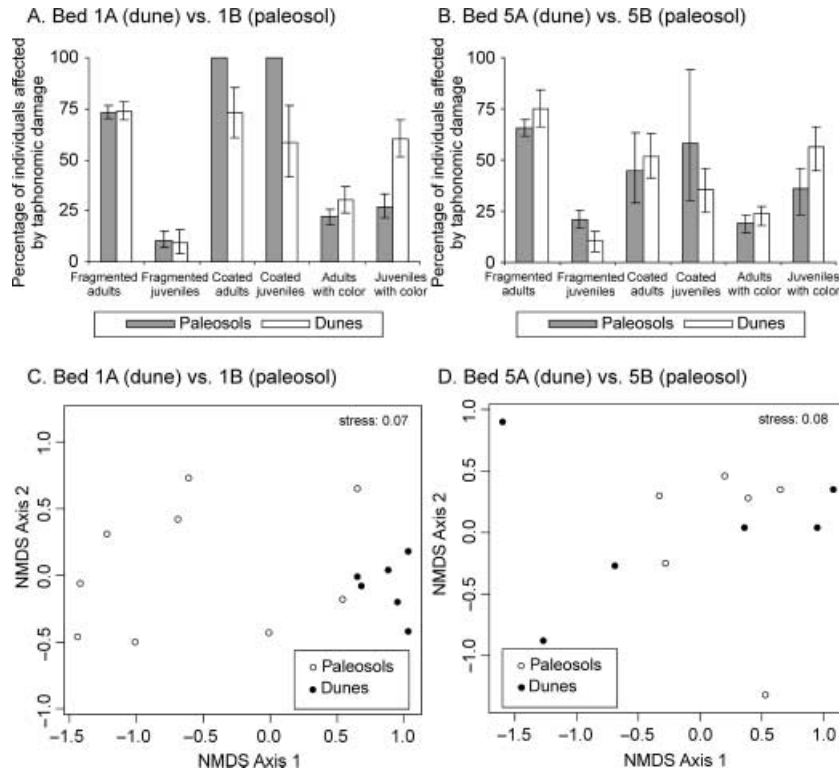 A. Bed 1A (dune) vs. 1B (paleosol)
Percentage of individuals affected
by taphonomic damage
100
75
50
25
0
Fragmented adults
Fragmented juveniles
Coated adults
Coated juveniles
Adults with color
Juveniles with color
Paleosols
Dunes
B. Bed 5A (dune) vs. 5B (paleosol)
Percentage of individuals affected
by taphonomic damage
100
75
50
25
0
Fragmented adults
Fragmented juveniles
Coated adults
Coated juveniles
Adults with color
Juveniles with color
Paleosols
Dunes
C. Bed 1A (dune) vs. 1B (paleosol)
stress: 0.07
NMDS Axis 2
1.0
0.5
0.0
−0.5
−1.0
Paleosols
Dunes
−1.5 −1.0 −0.5 0.0 0.5 1.0
NMDS Axis 1
D. Bed 5A (dune) vs. 5B (paleosol)
stress: 0.08
NMDS Axis 2
1.0
0.5
0.0
−0.5
−1.0
Paleosols
Dunes
−1.5 −1.0 −0.5 0.0 0.5 1.0
NMDS Axis 1